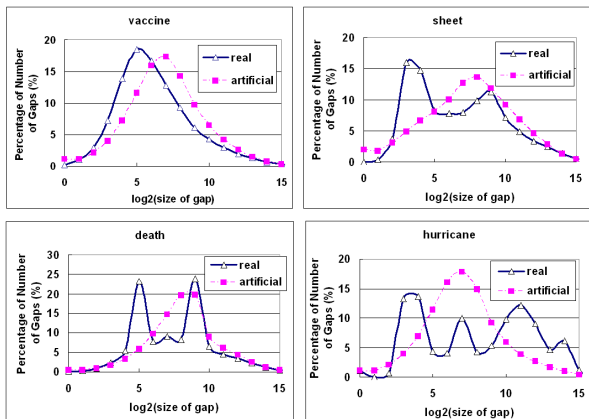 vaccine
Percentage of Number
of Gaps (%)
20
15
10
5
0
real
artificial
0 5 10 15
log2(size of gap)
sheet
Percentage of Number
of Gaps (%)
20
15
10
5
0
real
artificial
0 5 10 15
log2(size of gap)
death
Percentage of Number
of Gaps (%)
30
25
20
15
10
5
0
real
artificial
0 5 10 15
log2(size of gap)
hurricane
Percentage of Number
of Gaps (%)
20
15
10
5
0
real
artificial
0 5 10 15
log2(size of gap)